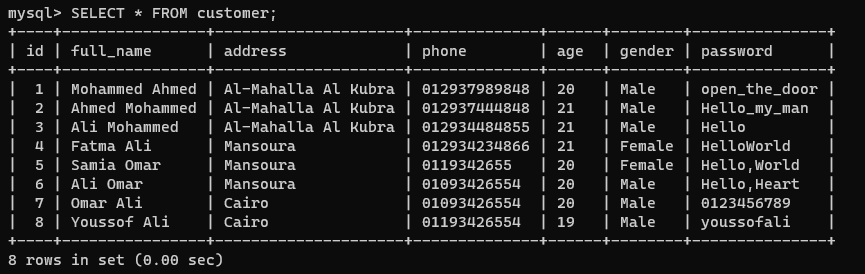 mysql> SELECT * FROM customer;
+----+----------------+---------------------+--------------+------+--------+---------------+
| id | full_name      | address             | phone        | age  | gender | password      |
+----+----------------+---------------------+--------------+------+--------+---------------+
|  1 | Mohammed Ahmed | Al-Mahalla Al Kubra | 012937989848 | 20   | Male   | open_the_door |
|  2 | Ahmed Mohammed | Al-Mahalla Al Kubra | 012937444848 | 21   | Male   | Hello_my_man  |
|  3 | Ali Mohammed   | Al-Mahalla Al Kubra | 012934484855 | 21   | Male   | Hello         |
|  4 | Fatma Ali      | Mansoura            | 012934234866 | 21   | Female | HelloWorld    |
|  5 | Samia Omar     | Mansoura            | 0119342655   | 20   | Female | Hello,World   |
|  6 | Ali Omar       | Mansoura            | 01093426554  | 20   | Male   | Hello,Heart   |
|  7 | Omar Ali       | Cairo               | 01093426554  | 20   | Male   | 0123456789    |
|  8 | Youssof Ali    | Cairo               | 01193426554  | 19   | Male   | youssofali    |
+----+----------------+---------------------+--------------+------+--------+---------------+
8 rows in set (0.00 sec)